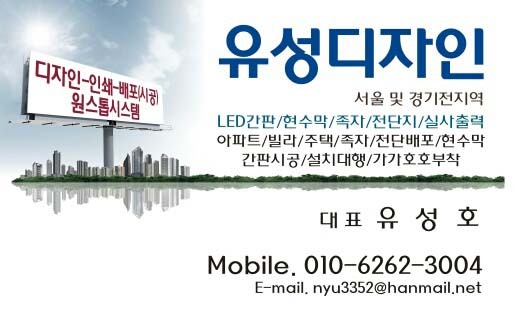 유성디자인
디자인-인쇄-배포(시공)
원스톱시스템
서울 및 경기전지역
LED간판/현수막/족자/전단지/실사출력
아파트/빌라/주택/족자/전단배포/현수막
간판시공/설치대행/가가호호부착
대표 유성호
Mobile. 010-6262-3004
E-mail. nyu3352@hanmail.net